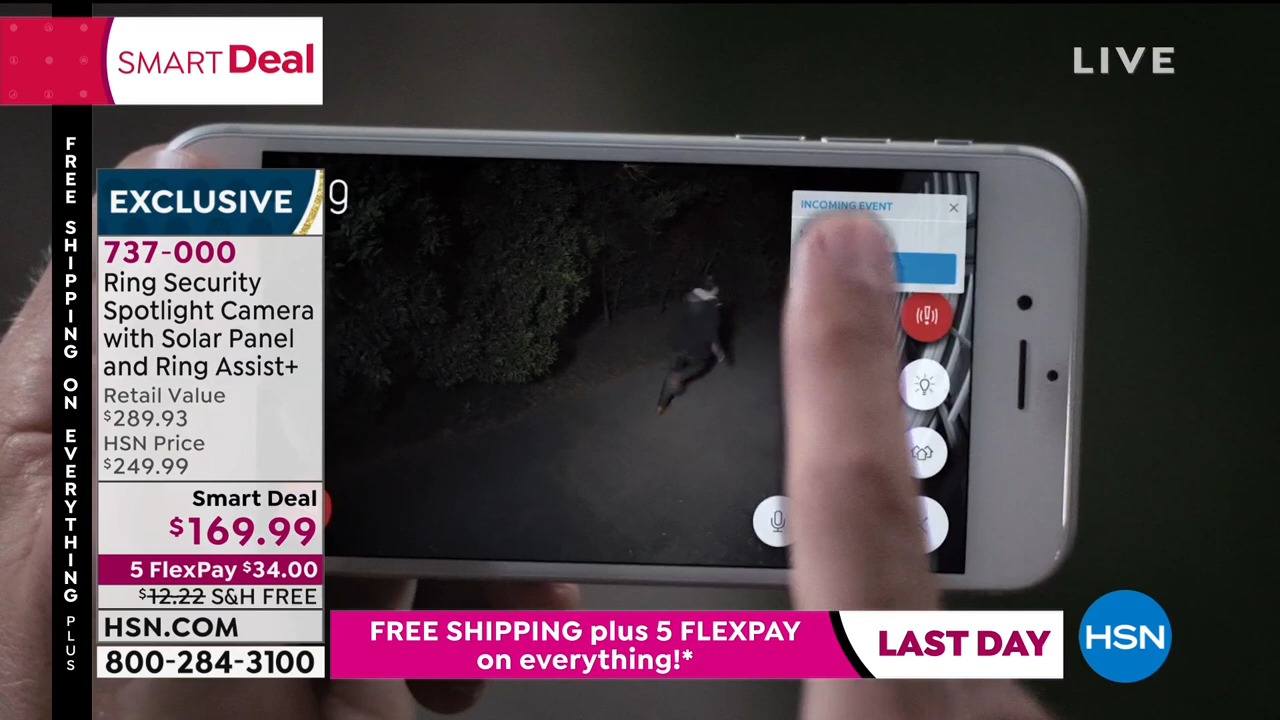 SMART Deal
LIVE
FREE SHIPPING ON EVERYTHING PLUS
EXCLUSIVE
g
737-000
Ring Security
Spotlight Camera
with Solar Panel
and Ring Assist+
Retail Value
$289.93
HSN Price
$249.99
Smart Deal
$169.99
5 FlexPay $34.00
$12.22 S&H FREE
HSN.COM
800-284-3100
INCOMING EVENT
FREE SHIPPING plus 5 FLEXPAY
on everything!*
LAST DAY
HSN